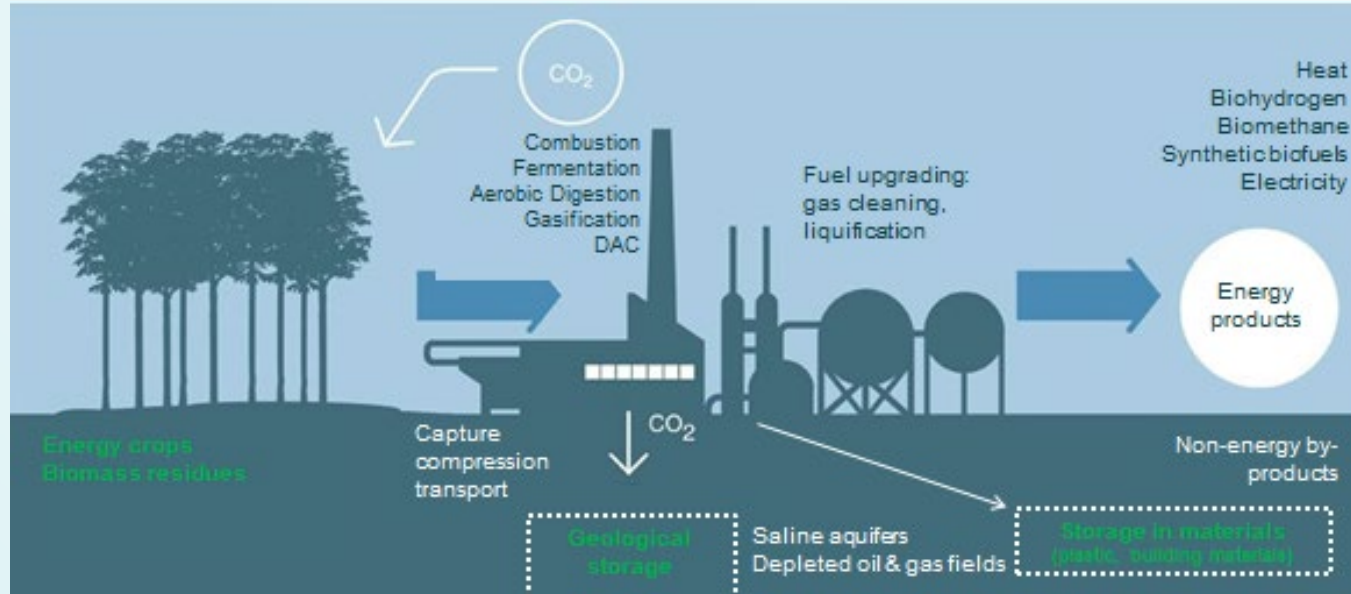 CO₂
Combustion
Fermentation
Aerobic Digestion
Gasification
DAC
Fuel upgrading:
gas cleaning,
liquification
Heat
Biohydrogen
Biomethane
Synthetic biofuels
Electricity
Energy
products
Energy crops
Biomass residues
Capture
compression
transport
CO₂
Geological
storage
Saline aquifers
Depleted oil & gas fields
Non-energy by-
products
Storage in materials
(plastic, building materials)